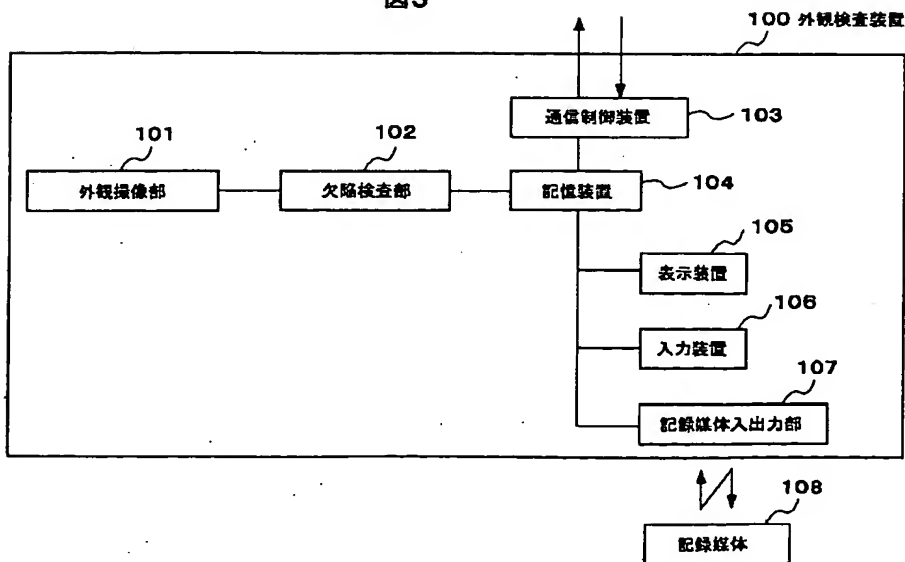 図3
100 外観検査装置
通信制御装置 103
101
102
外観撮像部
欠陥検査部
記憶装置 104
105
表示装置
106
入力装置
107
記録媒体入出力部
108
記録媒体